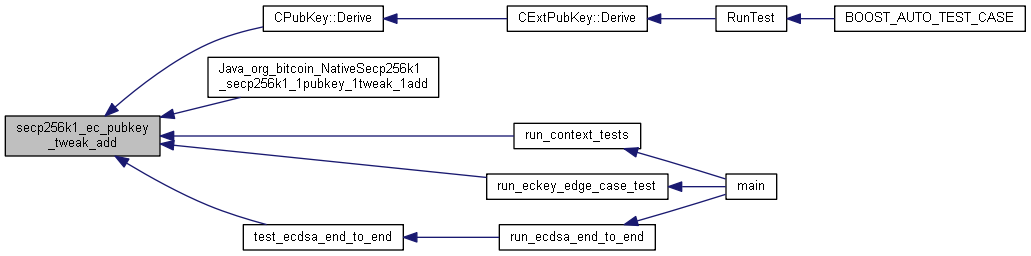 CPubKey::Derive
CExtPubKey::Derive
RunTest
BOOST_AUTO_TEST_CASE
Java_org_bitcoin_NativeSecp256k1
_secp256k1_1pubkey_1tweak_1add
secp256k1_ec_pubkey
_tweak_add
run_context_tests
run_eckey_edge_case_test
main
test_ecdsa_end_to_end
run_ecdsa_end_to_end